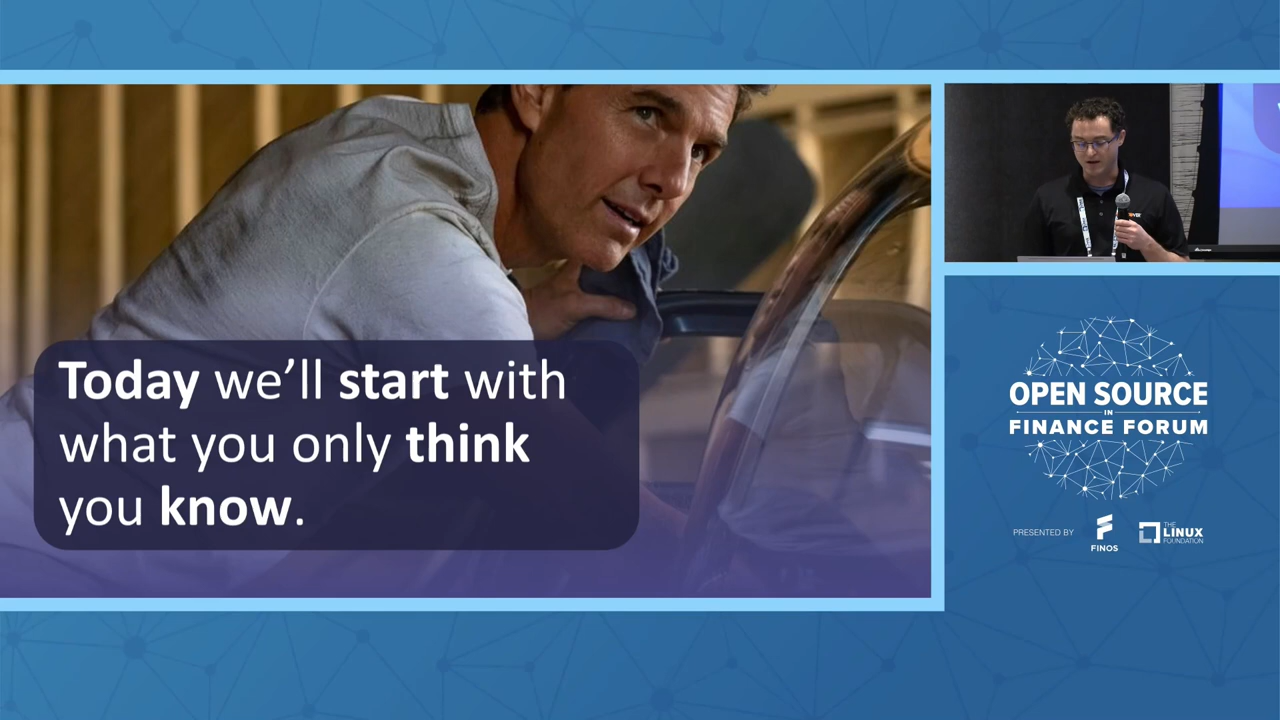 Today we'll start with
what you only think
you know.
OPEN SOURCE
IN
FINANCE FORUM
PRESENTED BY
FINOS
THE
LINUX
FOUNDATION